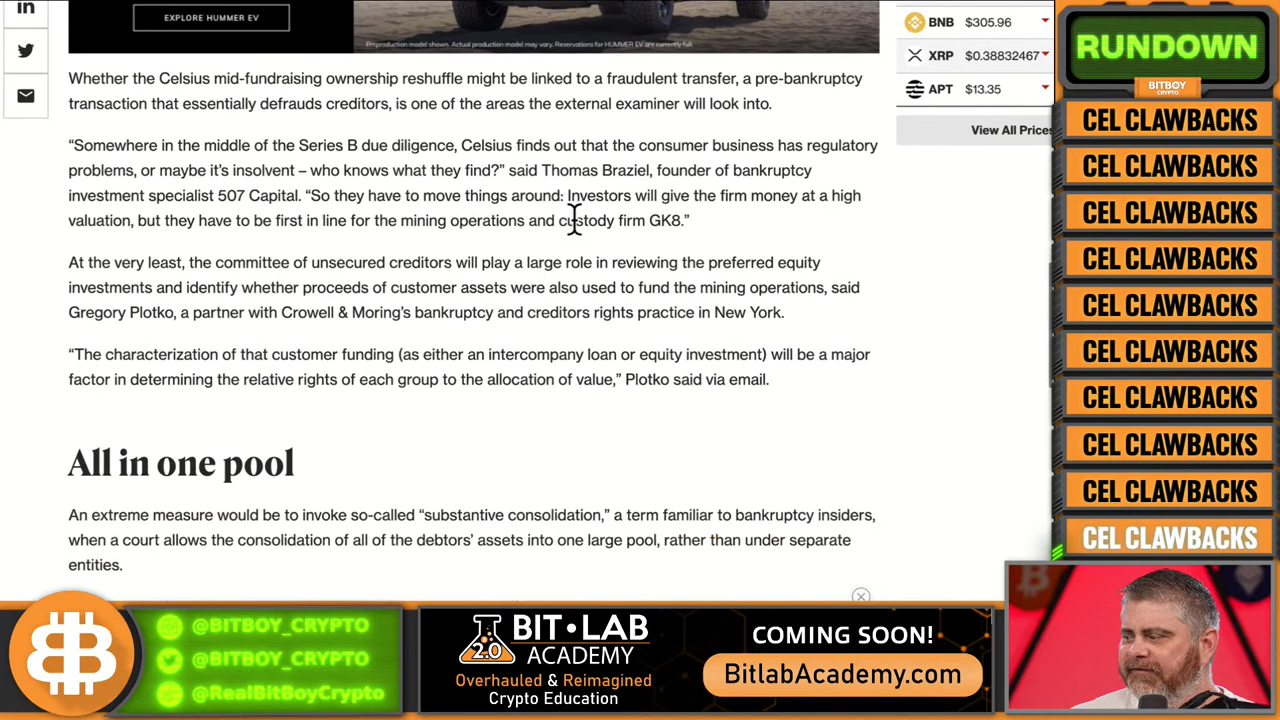 EXPLORE HUMMER EV
Preproduction model shown. Actual production model may vary. Reservations for HUMMER EV are currently full.
in
Whether the Celsius mid-fundraising ownership reshuffle might be linked to a fraudulent transfer, a pre-bankruptcy
transaction that essentially defrauds creditors, is one of the areas the external examiner will look into.
“Somewhere in the middle of the Series B due diligence, Celsius finds out that the consumer business has regulatory
problems, or maybe it’s insolvent – who knows what they find?” said Thomas Braziel, founder of bankruptcy
investment specialist 507 Capital. “So they have to move things around: Investors will give the firm money at a high
valuation, but they have to be first in line for the mining operations and custody firm GK8.”
At the very least, the committee of unsecured creditors will play a large role in reviewing the preferred equity
investments and identify whether proceeds of customer assets were also used to fund the mining operations, said
Gregory Plotko, a partner with Crowell & Moring’s bankruptcy and creditors rights practice in New York.
“The characterization of that customer funding (as either an intercompany loan or equity investment) will be a major
factor in determining the relative rights of each group to the allocation of value,” Plotko said via email.
All in one pool
An extreme measure would be to invoke so-called “substantive consolidation,” a term familiar to bankruptcy insiders,
when a court allows the consolidation of all of the debtors’ assets into one large pool, rather than under separate
entities.
BNB $305.96
XRP $0.38832467
APT $13.35
View All Prices
RUNDOWN
BITBOY
CRYPTO
CEL CLAWBACKS
CEL CLAWBACKS
CEL CLAWBACKS
CEL CLAWBACKS
CEL CLAWBACKS
CEL CLAWBACKS
CEL CLAWBACKS
CEL CLAWBACKS
CEL CLAWBACKS
CEL CLAWBACKS
@BITBOY_CRYPTO
@BITBOY_CRYPTO
@RealBitBoyCrypto
2.0
BIT•LAB
ACADEMY
Overhauled & Reimagined
Crypto Education
COMING SOON!
BitlabAcademy.com